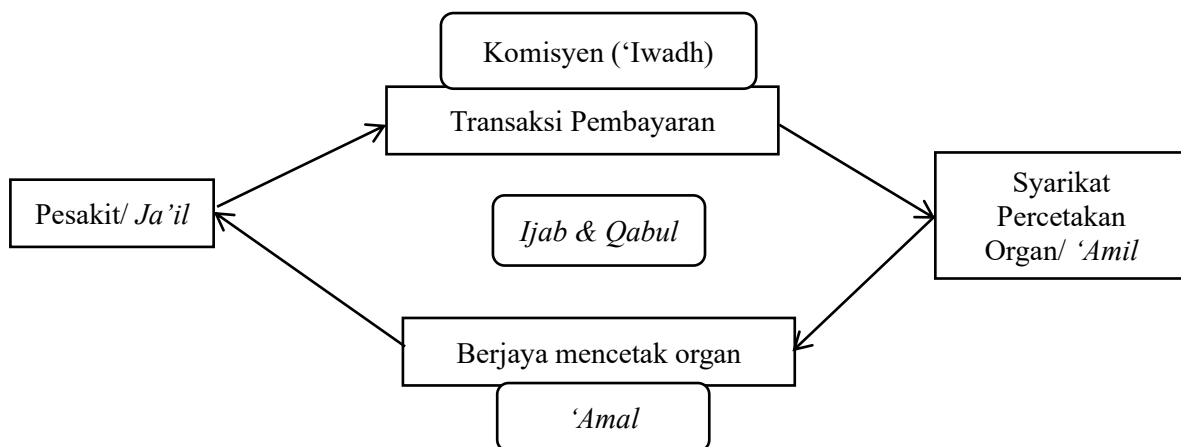 Komisyen (‘Iwadh)
Transaksi Pembayaran
Pesakit/ Ja’il
Ijab & Qabul
Syarikat
Percetakan
Organ/ ‘Amil
Berjaya mencetak organ
‘Amal